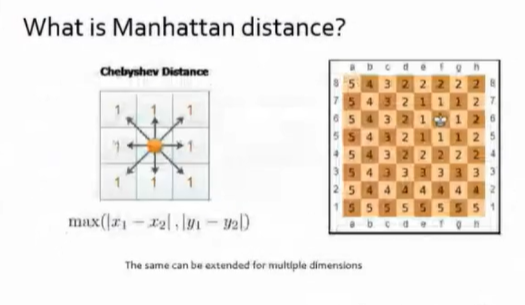 What is Manhattan distance?
Chebyshev Distance
1 1 1
1 1
1 1 1
max(|x₁ − x₂|, |y₁ − y₂|)
a b c d e f g h
8 5 4 3 2 2 2 2 2 8
7 5 4 3 2 1 1 1 2 7
6 5 4 3 2 1 1 2 6
5 5 4 3 2 1 1 1 2 5
4 5 4 3 2 2 2 2 2 4
3 5 4 3 3 3 3 3 3 3
2 5 4 4 4 4 4 4 4 2
1 5 5 5 5 5 5 5 5 1
a b c d e f g h
The same can be extended for multiple dimensions